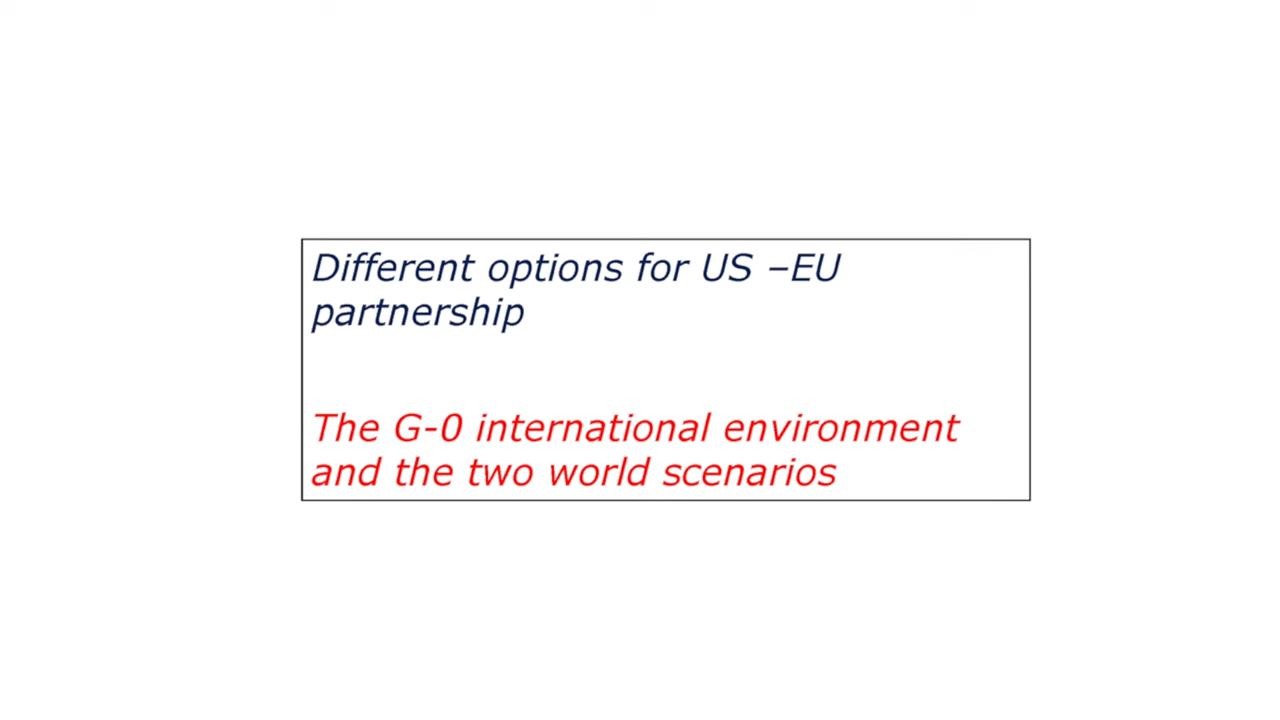 Different options for US –EU
partnership
The G-0 international environment
and the two world scenarios